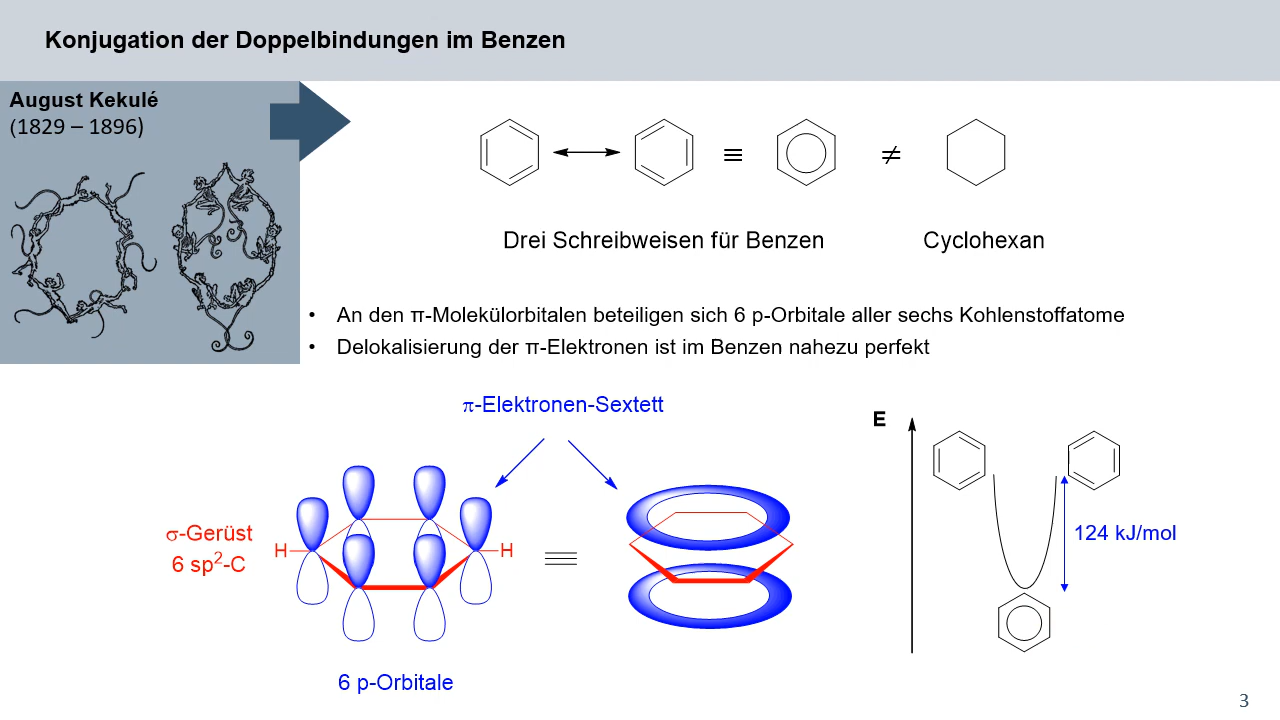 Konjugation der Doppelbindungen im Benzen
August Kekulé
(1829 – 1896)
≡
≠
Drei Schreibweisen für Benzen
Cyclohexan
• An den π-Molekülorbitalen beteiligen sich 6 p-Orbitale aller sechs Kohlenstoffatome
• Delokalisierung der π-Elektronen ist im Benzen nahezu perfekt
π-Elektronen-Sextett
σ-Gerüst
6 sp²-C
H
H
6 p-Orbitale
E
124 kJ/mol
3